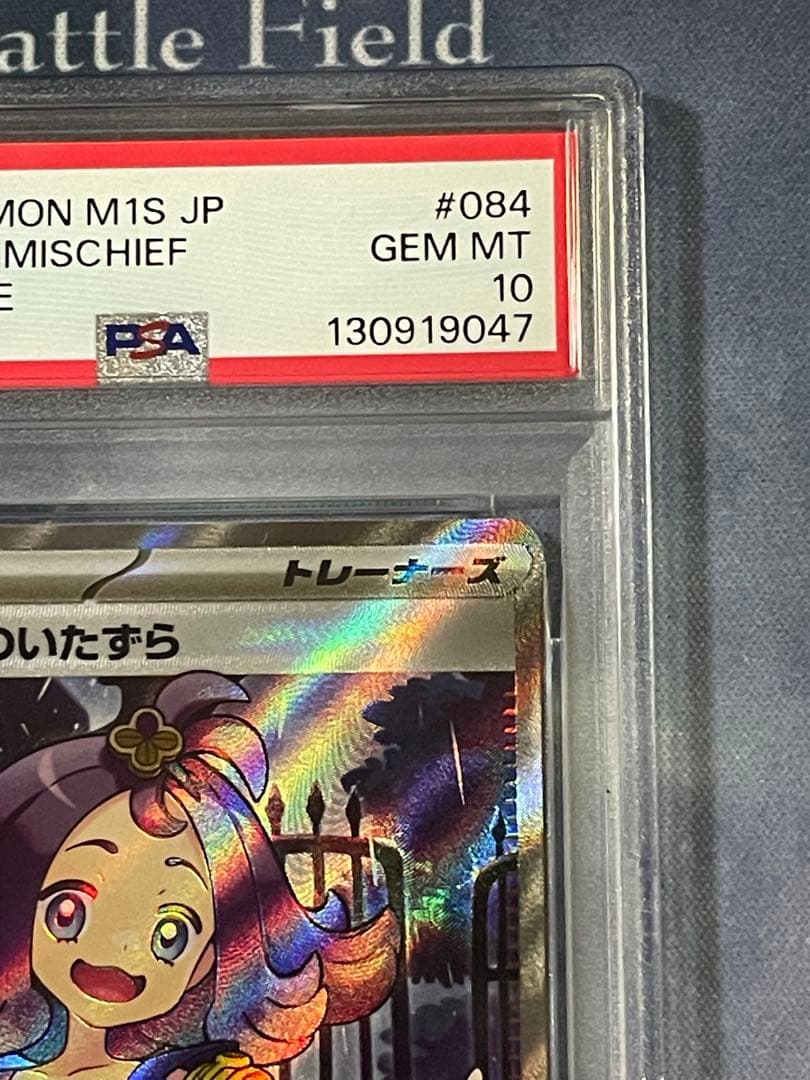 attle Field
MON M1S JP #084
MISCHIEF GEM MT
E 10
PSA 130919047
トレーナーズ
のいたずら